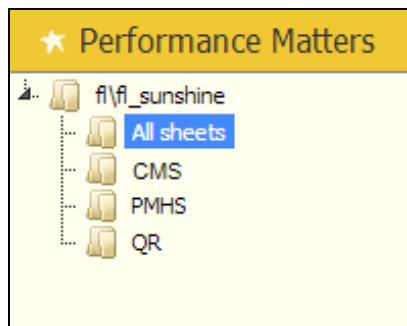 Performance Matters
fl\fl_sunshine
All sheets
CMS
PMHS
QR